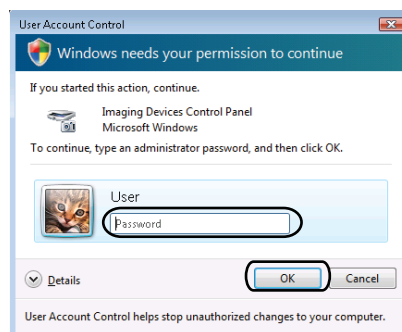 User Account Control
Windows needs your permission to continue
If you started this action, continue.
Imaging Devices Control Panel
Microsoft Windows
To continue, type an administrator password, and then click OK.
User
Password
Details
OK
Cancel
User Account Control helps stop unauthorized changes to your computer.